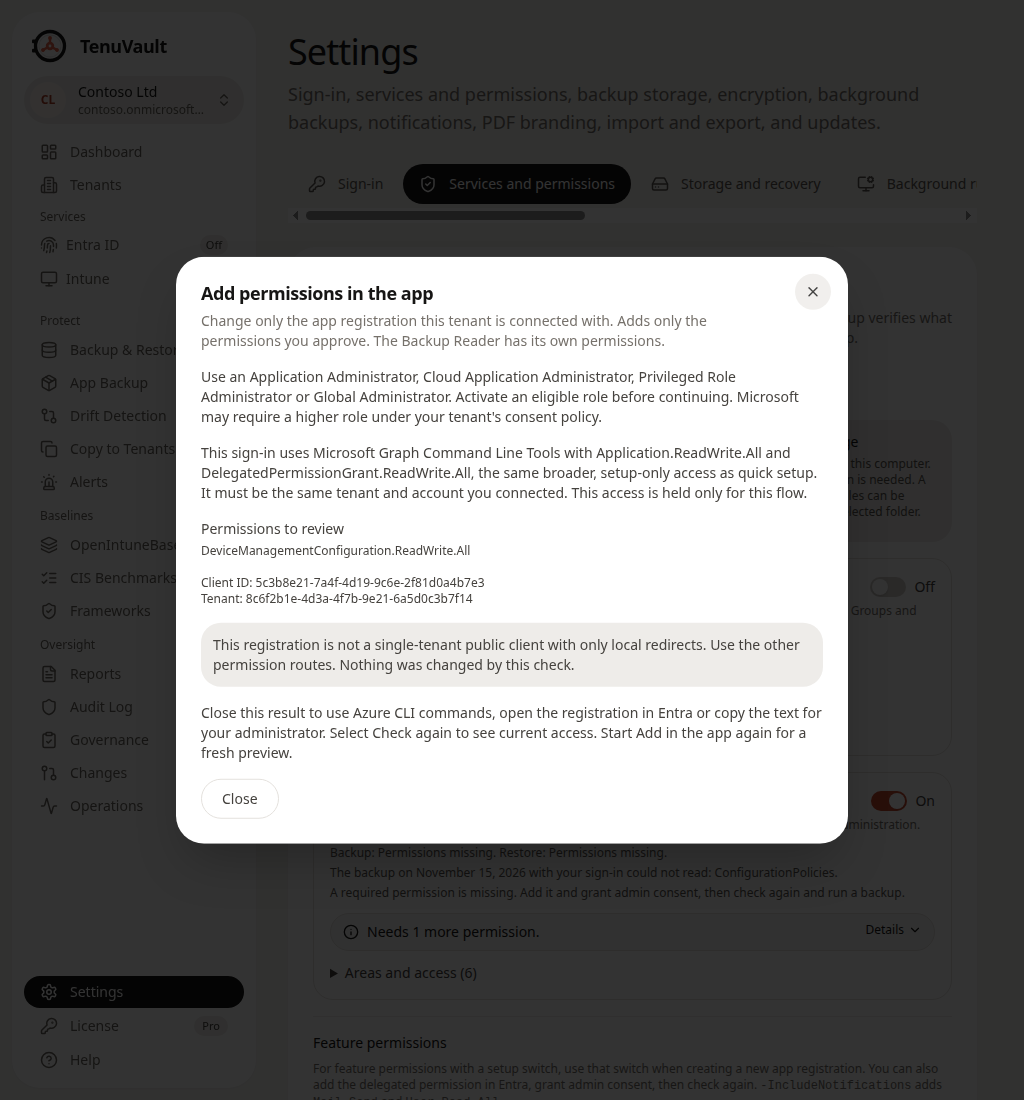 TenuVault
CL
Contoso Ltd
contoso.onmicrosoft...
Dashboard
Tenants
Services
Entra ID
Off
Intune
Protect
Backup & Restor
App Backup
Drift Detection
Copy to Tenants
Alerts
Baselines
OpenIntuneBase
CIS Benchmarks
Frameworks
Oversight
Reports
Audit Log
Governance
Changes
Operations
Settings
License
Pro
Help
Settings
Sign-in, services and permissions, backup storage, encryption, background
backups, notifications, PDF branding, import and export, and updates.
Sign-in
Services and permissions
Storage and recovery
Background r
up verifies what
this computer.
n is needed. A
lected folder.
Off
Groups and
Add permissions in the app
Change only the app registration this tenant is connected with. Adds only the
permissions you approve. The Backup Reader has its own permissions.
Use an Application Administrator, Cloud Application Administrator, Privileged Role
Administrator or Global Administrator. Activate an eligible role before continuing. Microsoft
may require a higher role under your tenant's consent policy.
This sign-in uses Microsoft Graph Command Line Tools with Application.ReadWrite.All and
DelegatedPermissionGrant.ReadWrite.All, the same broader, setup-only access as quick setup.
It must be the same tenant and account you connected. This access is held only for this flow.
Permissions to review
DeviceManagementConfiguration.ReadWrite.All
Client ID: 5c3b8e21-7a4f-4d19-9c6e-2f81d0a4b7e3
Tenant: 8c6f2b1e-4d3a-4f7b-9e21-6a5d0c3b7f14
This registration is not a single-tenant public client with only local redirects. Use the other
permission routes. Nothing was changed by this check.
Close this result to use Azure CLI commands, open the registration in Entra or copy the text for
your administrator. Select Check again to see current access. Start Add in the app again for a
fresh preview.
Close
On
ministration.
Backup: Permissions missing. Restore: Permissions missing.
The backup on November 15, 2026 with your sign-in could not read: ConfigurationPolicies.
A required permission is missing. Add it and grant admin consent, then check again and run a backup.
Needs 1 more permission.
Details
Areas and access (6)
Feature permissions
For feature permissions with a setup switch, use that switch when creating a new app registration. You can also
add the delegated permission in Entra, grant admin consent, then check again. -IncludeNotifications adds